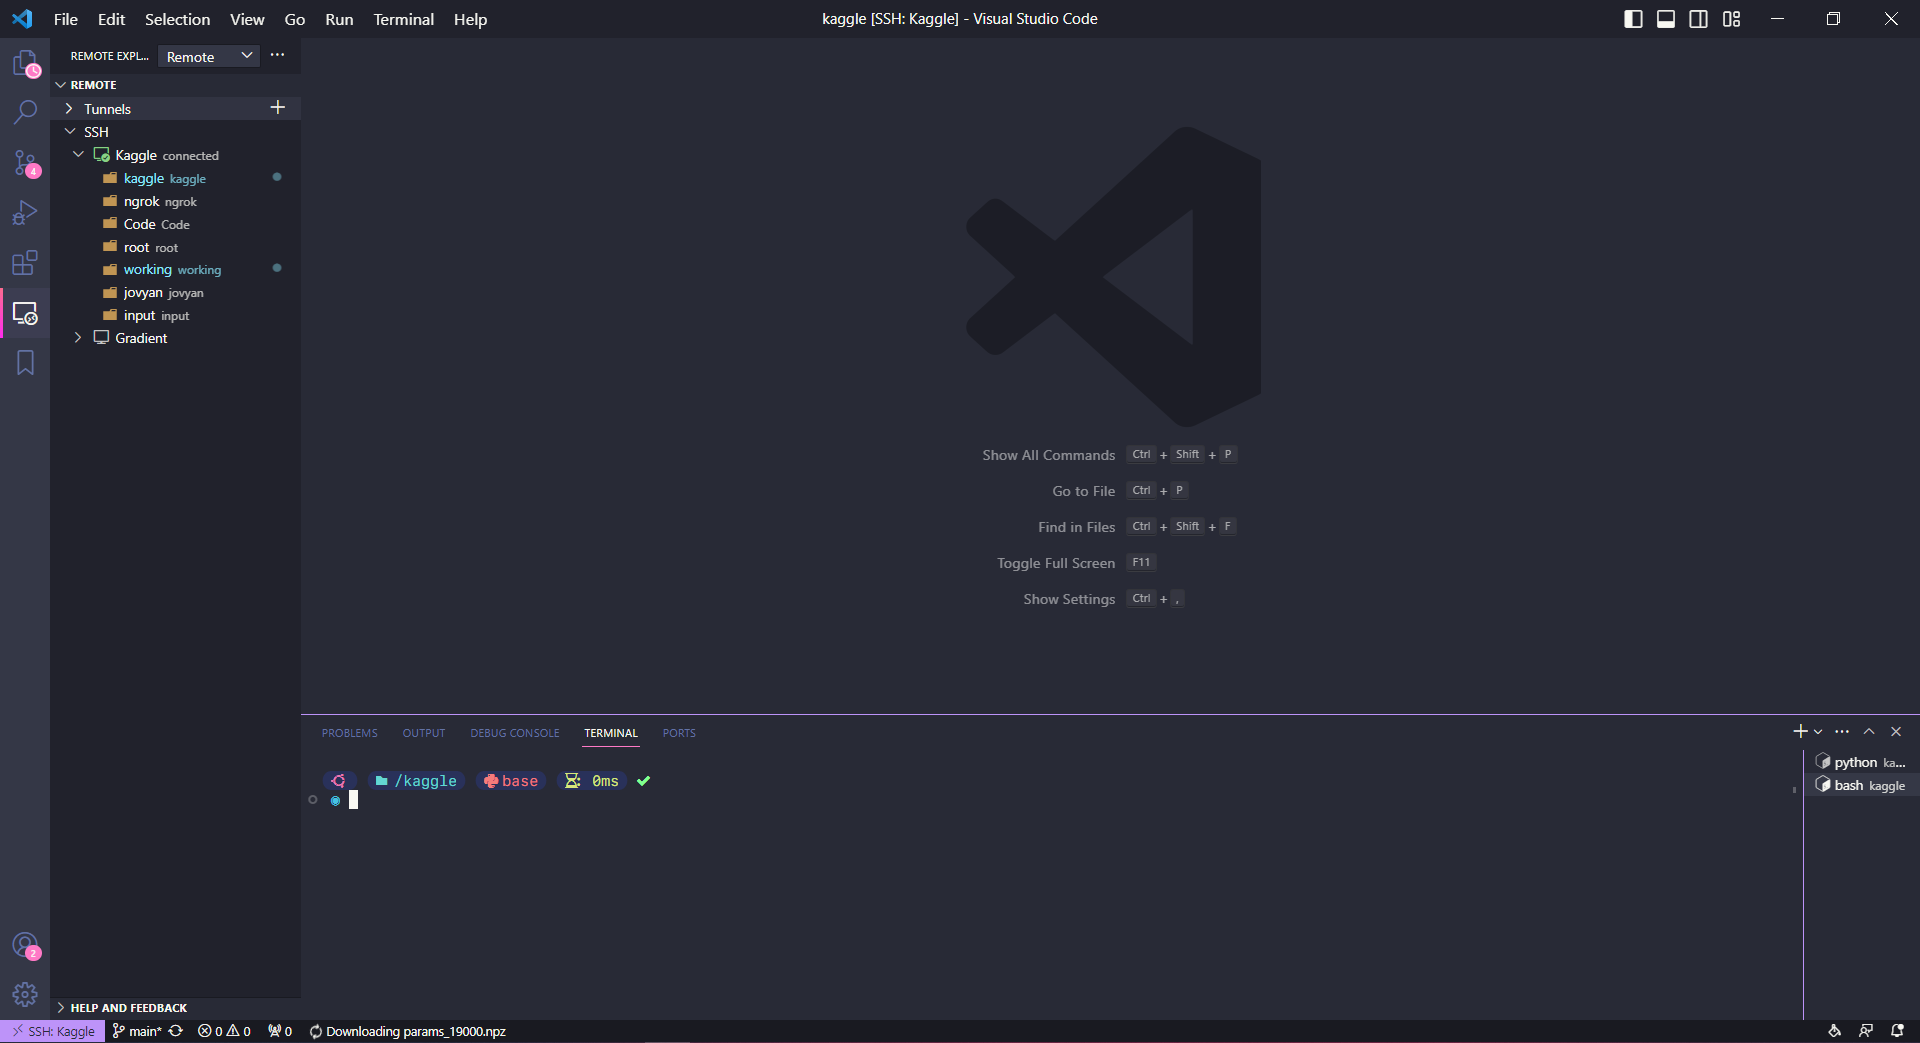 File Edit Selection View Go Run Terminal Help
kaggle [SSH: Kaggle] - Visual Studio Code
REMOTE EXPL... Remote
REMOTE
Tunnels
SSH
Kaggle connected
kaggle kaggle
ngrok ngrok
Code Code
root root
working working
jovyan jovyan
input input
Gradient
4
2
Show All Commands Ctrl + Shift + P
Go to File Ctrl + P
Find in Files Ctrl + Shift + F
Toggle Full Screen F11
Show Settings Ctrl + ,
PROBLEMS OUTPUT DEBUG CONSOLE TERMINAL PORTS
/kaggle base 0ms
python ka...
bash kaggle
HELP AND FEEDBACK
SSH: Kaggle main* 0 0 0 Downloading params_19000.npz